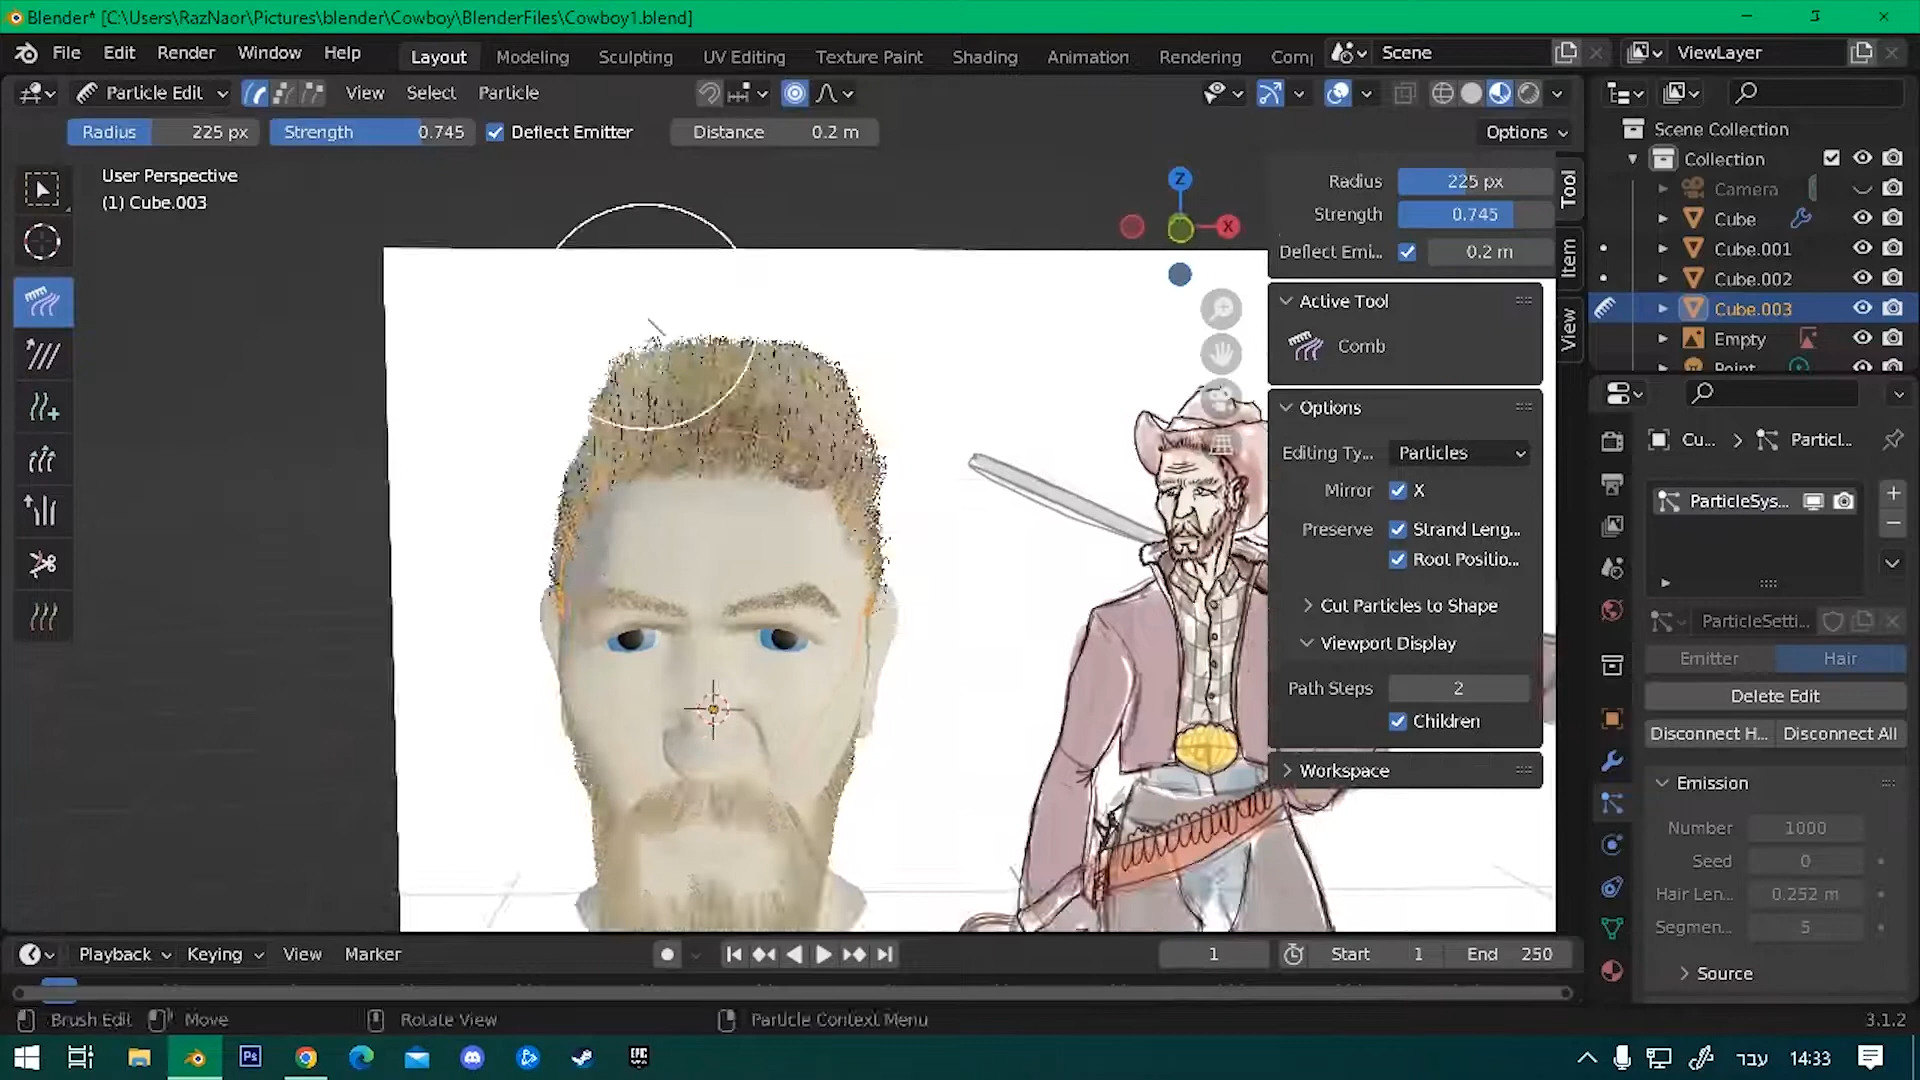 Blender* [C:\Users\RazNaor\Pictures\blender\Cowboy\BlenderFiles\Cowboy1.blend]
File Edit Render Window Help Layout Modeling Sculpting UV Editing Texture Paint Shading Animation Rendering Comp Scene ViewLayer
Particle Edit View Select Particle
Radius 225 px Strength 0.745 Deflect Emitter Distance 0.2 m Options
User Perspective
(1) Cube.003
Z
X
Radius 225 px
Strength 0.745
Deflect Emi... 0.2 m
Active Tool
Comb
Options
Editing Ty... Particles
Mirror X
Preserve Strand Leng...
Root Positio...
Cut Particles to Shape
Viewport Display
Path Steps 2
Children
Workspace
Tool
Item
View
Scene Collection
Collection
Camera
Cube
Cube.001
Cube.002
Cube.003
Empty
Point
Cu... Particl...
ParticleSys...
ParticleSetti...
Emitter Hair
Delete Edit
Disconnect H... Disconnect All
Emission
Number 1000
Seed 0
Hair Len... 0.252 m
Segmen... 5
Source
Playback Keying View Marker 1 Start 1 End 250
Brush Edit Move Rotate View Particle Context Menu 3.1.2
Ps EPIC עבר 14:33